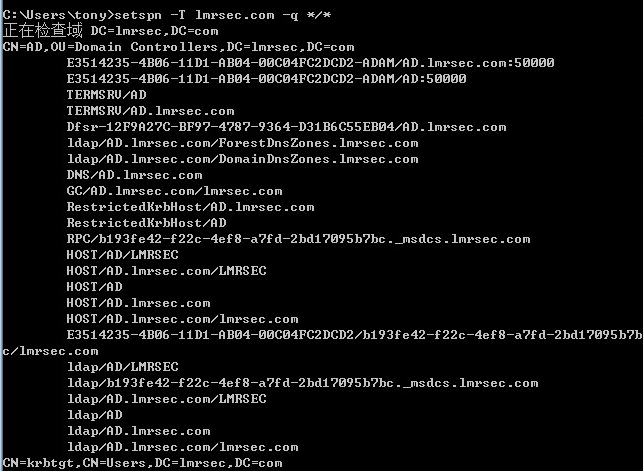 C:\Users\tony>setspn -T lmrsec.com -q */*
正在检查域 DC=lmrsec,DC=com
CN=AD,OU=Domain Controllers,DC=lmrsec,DC=com
E3514235-4B06-11D1-AB04-00C04FC2DCD2-ADAM/AD.lmrsec.com:50000
E3514235-4B06-11D1-AB04-00C04FC2DCD2-ADAM/AD:50000
TERMSRV/AD
TERMSRV/AD.lmrsec.com
Dfsr-12F9A27C-BF97-4787-9364-D31B6C55EB04/AD.lmrsec.com
ldap/AD.lmrsec.com/ForestDnsZones.lmrsec.com
ldap/AD.lmrsec.com/DomainDnsZones.lmrsec.com
DNS/AD.lmrsec.com
GC/AD.lmrsec.com/lmrsec.com
RestrictedKrbHost/AD.lmrsec.com
RestrictedKrbHost/AD
RPC/b193fe42-f22c-4ef8-a7fd-2bd17095b7bc._msdcs.lmrsec.com
HOST/AD/LMRSEC
HOST/AD.lmrsec.com/LMRSEC
HOST/AD
HOST/AD.lmrsec.com
HOST/AD.lmrsec.com/lmrsec.com
E3514235-4B06-11D1-AB04-00C04FC2DCD2/b193fe42-f22c-4ef8-a7fd-2bd17095b7b
c/lmrsec.com
ldap/AD/LMRSEC
ldap/b193fe42-f22c-4ef8-a7fd-2bd17095b7bc._msdcs.lmrsec.com
ldap/AD.lmrsec.com/LMRSEC
ldap/AD
ldap/AD.lmrsec.com
ldap/AD.lmrsec.com/lmrsec.com
CN=krbtgt,CN=Users,DC=lmrsec,DC=com